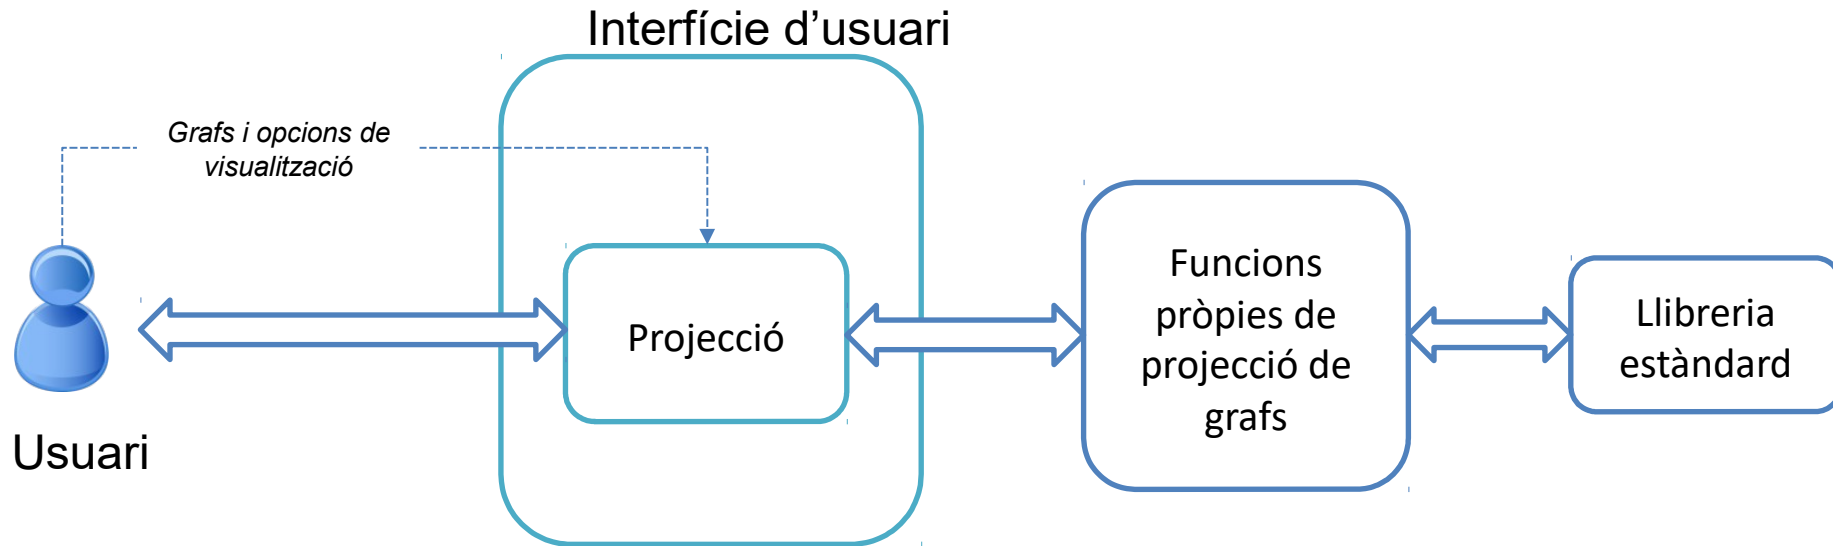 Interfície d’usuari
Grafs i opcions de
visualització
Usuari
Projecció
Funcions
pròpies de
projecció de
grafs
Llibreria
estàndard